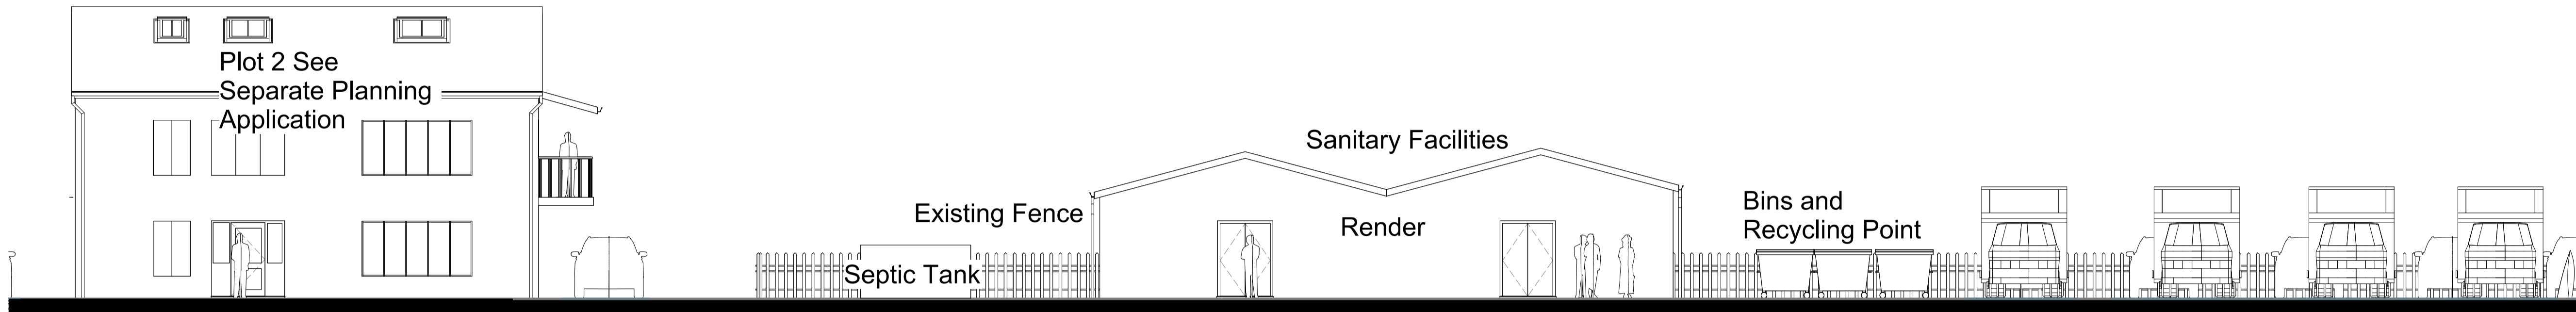 Plot 2 See
Separate Planning
Application
Existing Fence
Septic Tank
Sanitary Facilities
Render
Bins and
Recycling Point